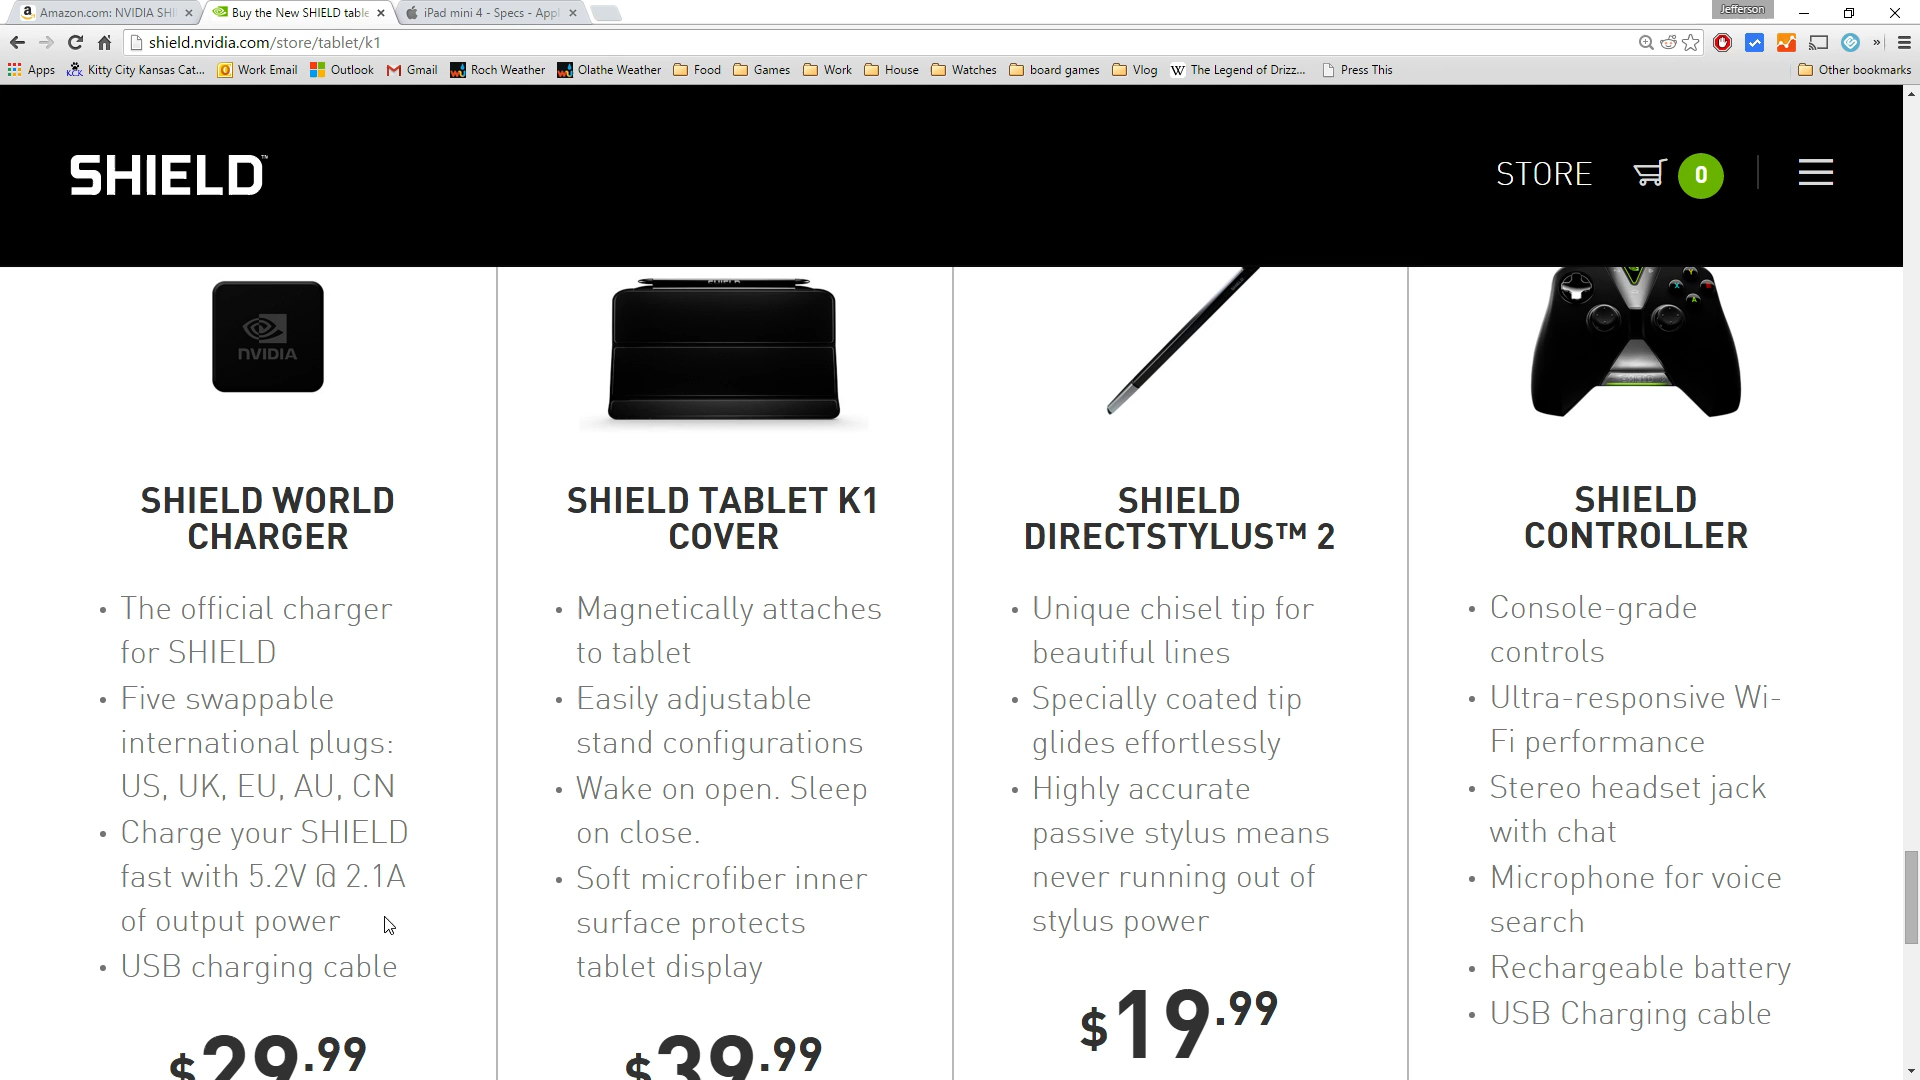 Amazon.com: NVIDIA SHI
Buy the New SHIELD table
iPad mini 4 - Specs - Appl
Jefferson
shield.nvidia.com/store/tablet/k1
Apps
Kitty City Kansas Cat...
Work Email
Outlook
Gmail
Roch Weather
Olathe Weather
Food
Games
Work
House
Watches
board games
Vlog
W The Legend of Drizz...
Press This
Other bookmarks
SHIELD™
STORE
0
NVIDIA
SHIELD
SHIELD WORLD
CHARGER
• The official charger
for SHIELD
• Five swappable
international plugs:
US, UK, EU, AU, CN
• Charge your SHIELD
fast with 5.2V @ 2.1A
of output power
• USB charging cable
$29.99
SHIELD TABLET K1
COVER
• Magnetically attaches
to tablet
• Easily adjustable
stand configurations
• Wake on open. Sleep
on close.
• Soft microfiber inner
surface protects
tablet display
$39.99
SHIELD
DIRECTSTYLUS™ 2
• Unique chisel tip for
beautiful lines
• Specially coated tip
glides effortlessly
• Highly accurate
passive stylus means
never running out of
stylus power
$19.99
SHIELD
CONTROLLER
• Console-grade
controls
• Ultra-responsive Wi-
Fi performance
• Stereo headset jack
with chat
• Microphone for voice
search
• Rechargeable battery
• USB Charging cable